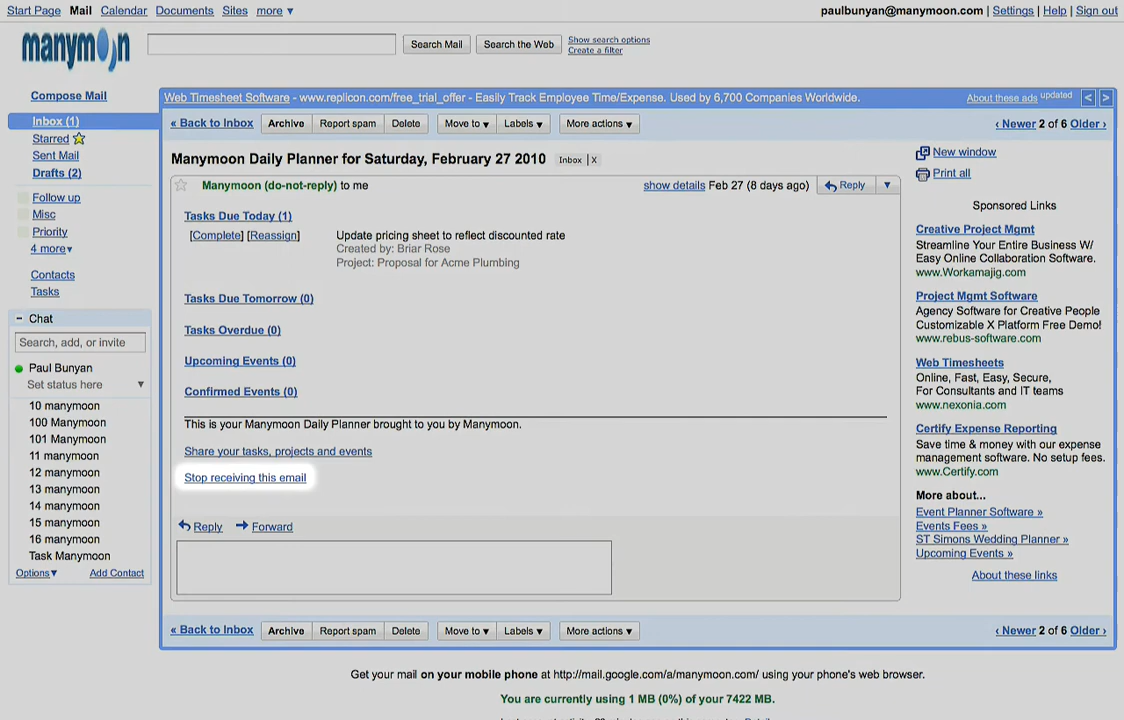 Start Page Mail Calendar Documents Sites more ▼
paulbunyan@manymoon.com | Settings | Help | Sign out
manymoon
Search Mail Search the Web Show search options
Create a filter
Compose Mail
Inbox (1)
Starred
Sent Mail
Drafts (2)
Follow up
Misc
Priority
4 more▼
Contacts
Tasks
− Chat
Search, add, or invite
Paul Bunyan
Set status here ▼
10 manymoon
100 Manymoon
101 Manymoon
11 manymoon
12 manymoon
13 manymoon
14 manymoon
15 manymoon
16 manymoon
Task Manymoon
Options▼ Add Contact
Web Timesheet Software - www.replicon.com/free_trial_offer - Easily Track Employee Time/Expense. Used by 6,700 Companies Worldwide.
About these ads updated < >
« Back to Inbox Archive Report spam Delete Move to ▼ Labels ▼ More actions ▼
‹ Newer 2 of 6 Older ›
Manymoon Daily Planner for Saturday, February 27 2010 Inbox | X
Manymoon (do-not-reply) to me
show details Feb 27 (8 days ago) Reply ▼
Tasks Due Today (1)
[Complete] [Reassign] Update pricing sheet to reflect discounted rate
Created by: Briar Rose
Project: Proposal for Acme Plumbing
Tasks Due Tomorrow (0)
Tasks Overdue (0)
Upcoming Events (0)
Confirmed Events (0)
This is your Manymoon Daily Planner brought to you by Manymoon.
Share your tasks, projects and events
Stop receiving this email
Reply Forward
New window
Print all
Sponsored Links
Creative Project Mgmt
Streamline Your Entire Business W/
Easy Online Collaboration Software.
www.Workamajig.com
Project Mgmt Software
Agency Software for Creative People
Customizable X Platform Free Demo!
www.rebus-software.com
Web Timesheets
Online, Fast, Easy, Secure,
For Consultants and IT teams
www.nexonia.com
Certify Expense Reporting
Save time & money with our expense
management software. No setup fees.
www.Certify.com
More about...
Event Planner Software »
Events Fees »
ST Simons Wedding Planner »
Upcoming Events »
About these links
« Back to Inbox Archive Report spam Delete Move to ▼ Labels ▼ More actions ▼
‹ Newer 2 of 6 Older ›
Get your mail on your mobile phone at http://mail.google.com/a/manymoon.com/ using your phone's web browser.
You are currently using 1 MB (0%) of your 7422 MB.